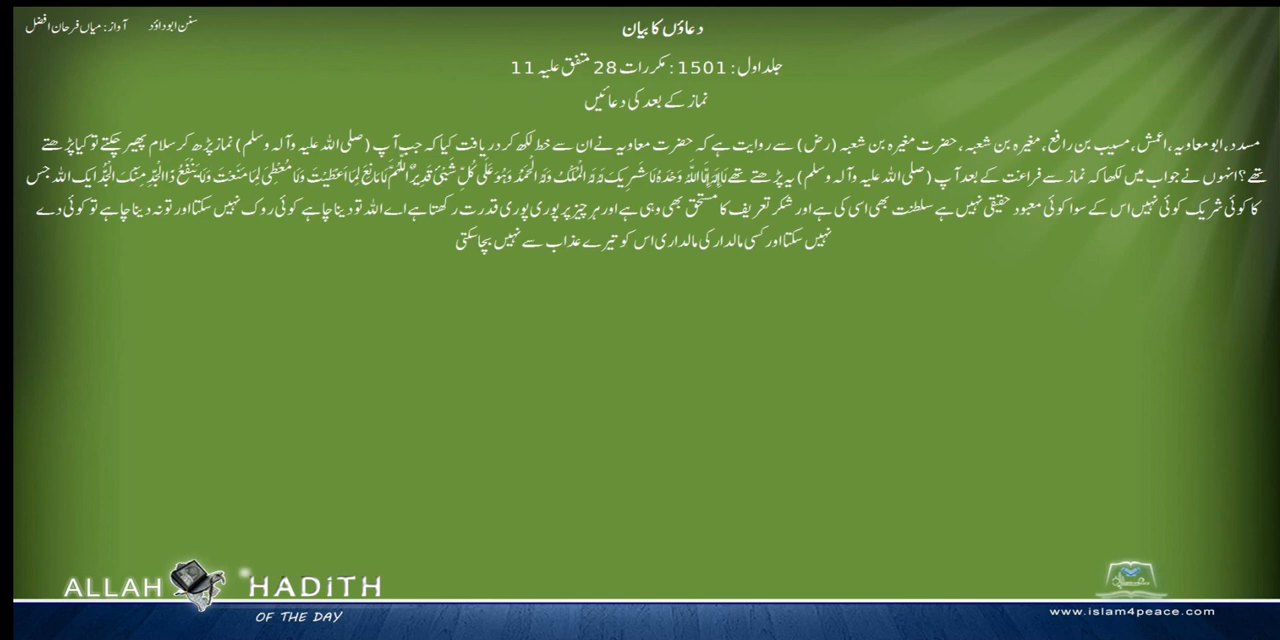 سنن ابوداؤد آواز: میاں فرحان افضل
دعاؤں کا بیان
جلد اول : 1501 : مکررات 28 متفق علیہ 11
نماز کے بعد کی دعائیں
مسدد، ابو معاویہ، اعمش، مسیب بن رافع، مغیرہ بن شعبہ، حضرت مغیرہ بن شعبہ (رض) سے روایت ہے کہ حضرت معاویہ نے ان سے خط لکھ کر دریافت کیا کہ جب آپ (صلی اللہ علیہ وآلہ وسلم) نماز پڑھ کر سلام پھیر چکتے تو کیا پڑھتے
تھے؟ انہوں نے جواب میں لکھا کہ نماز سے فراغت کے بعد آپ (صلی اللہ علیہ وآلہ وسلم) یہ پڑھتے تھے لَا إِلَهَ إِلَّا اللَّهُ وَحْدَهُ لَا شَرِيکَ لَهُ لَهُ الْمُلْکُ وَلَهُ الْحَمْدُ وَهُوَ عَلَی کُلِّ شَيْئٍ قَدِيرٌ اللَّهُمَّ لَا مَانِعَ لِمَا أَعْطَيْتَ وَلَا مُعْطِيَ لِمَا مَنَعْتَ وَلَا يَنْفَعُ ذَا الْجَدِّ مِنْکَ الْجَدُّ ایک اللہ جس
کا کوئی شریک کوئی نہیں اس کے سوا کوئی معبود حقیقی نہیں ہے سلطنت بھی اسی کی ہے اور شکر تعریف کا مستحق بھی وہی ہے اور ہر چیز پر پوری پوری قدرت رکھتا ہے اے اللہ تو دینا چاہے کوئی روک نہیں سکتا اور تو نہ دینا چاہے تو کوئی دے
نہیں سکتا اور کسی مالدار کی مالداری اس کو تیرے عذاب سے نہیں بچا سکتی
ALLAH HADITH
OF THE DAY
www.islam4peace.com